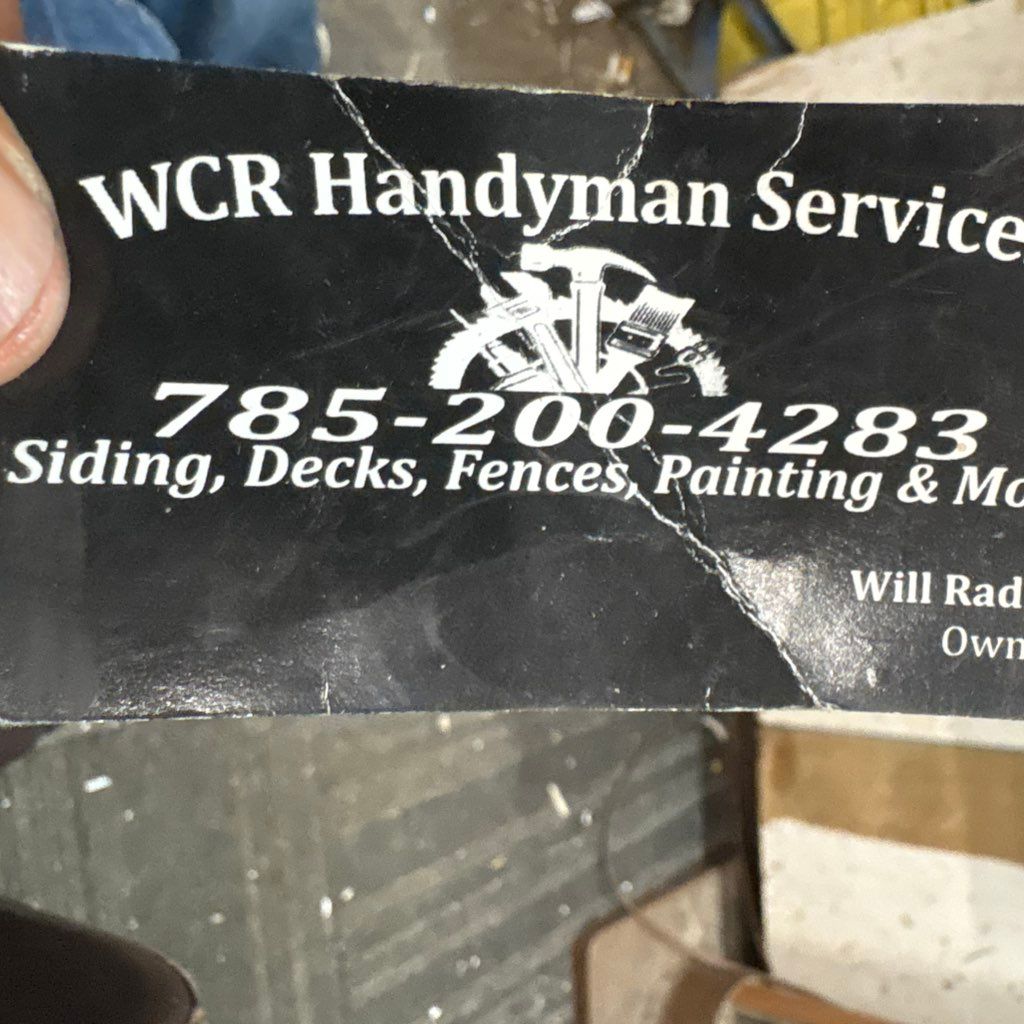 WCR Handyman Service
785-200-4283
Siding, Decks, Fences, Painting & Mo
Will Rad
Own